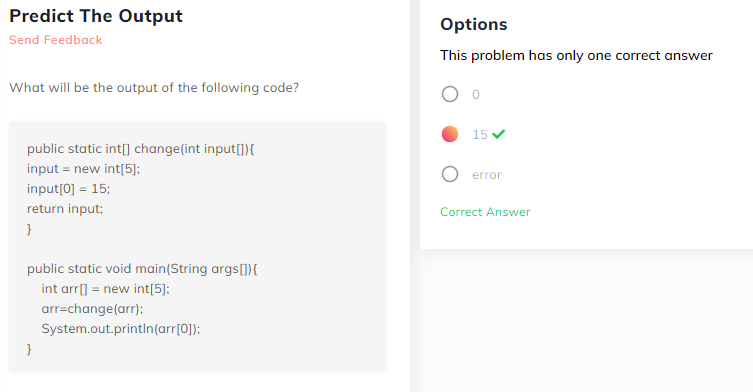 Predict The Output
Send Feedback
What will be the output of the following code?
public static int[] change(int input[]){
input = new int[5];
input[0] = 15;
return input;
}
public static void main(String args[]){
int arr[] = new int[5];
arr=change(arr);
System.out.println(arr[0]);
}
Options
This problem has only one correct answer
0
15
error
Correct Answer